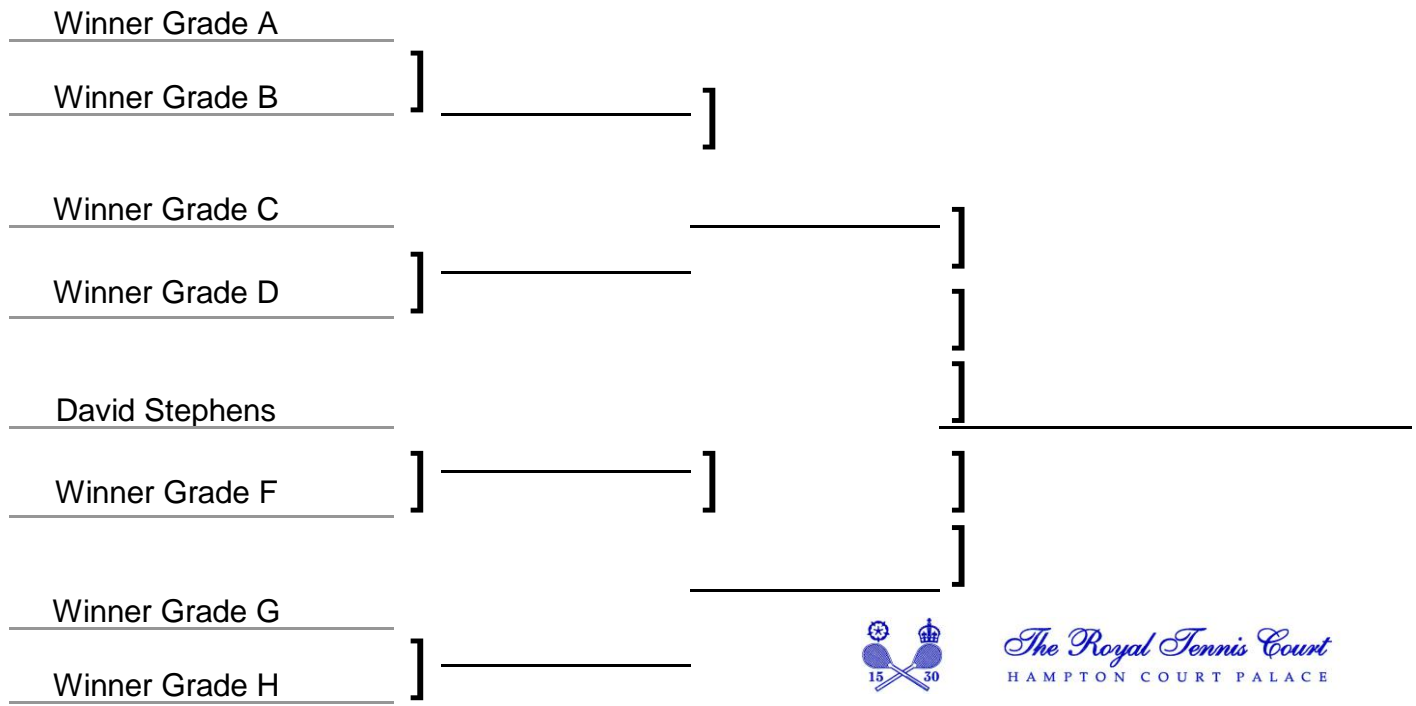 Winner Grade A
Winner Grade B
Winner Grade C
Winner Grade D
David Stephens
Winner Grade F
Winner Grade G
Winner Grade H
15 30
The Royal Tennis Court
HAMPTON COURT PALACE